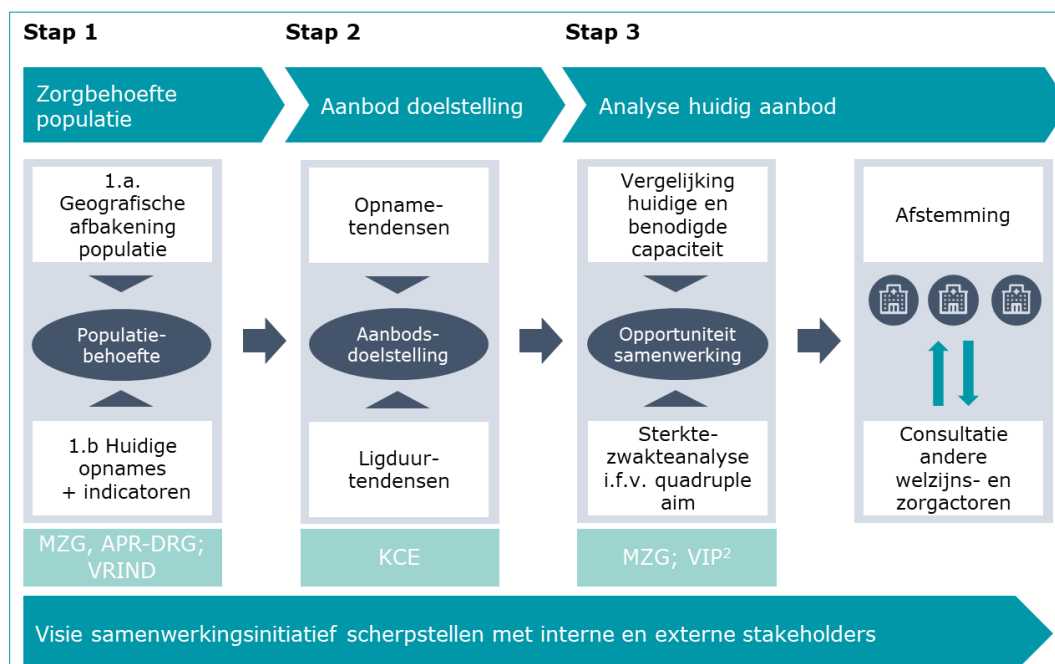 Stap 1
Stap 2
Stap 3
Zorgbehoefte
populatie
Aanbod doelstelling
Analyse huidig aanbod
1.a.
Geografische
afbakening
populatie
Populatie-
behoefte
1.b Huidige
opnames
+ indicatoren
MZG, APR-DRG;
VRIND
Opname-
tendensen
Aanbods-
doelstelling
Ligduur-
tendensen
KCE
Vergelijking
huidige en
benodigde
capaciteit
Opportuniteit
samenwerking
Sterkte-
zwakteanalyse
i.f.v. quadruple
aim
MZG; VIP²
Afstemming
Consultatie
andere
welzijns- en
zorgactoren
Visie samenwerkingsinitiatief scherpstellen met interne en externe stakeholders